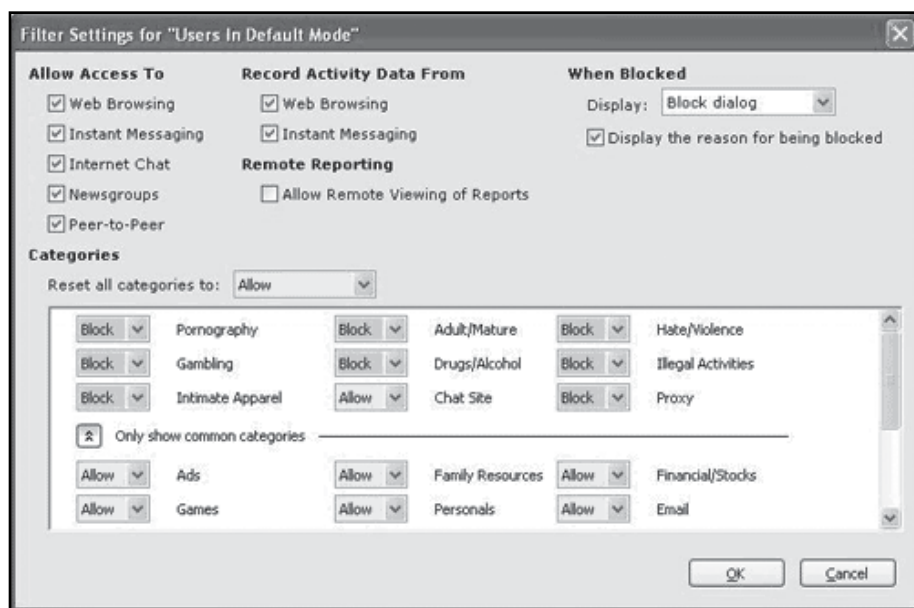 Filter Settings for "Users In Default Mode"
Allow Access To
Web Browsing
Instant Messaging
Internet Chat
Newsgroups
Peer-to-Peer
Record Activity Data From
Web Browsing
Instant Messaging
Remote Reporting
Allow Remote Viewing of Reports
When Blocked
Display: Block dialog
Display the reason for being blocked
Categories
Reset all categories to: Allow
Block Pornography Block Adult/Mature Block Hate/Violence
Block Gambling Block Drugs/Alcohol Block Illegal Activities
Block Intimate Apparel Allow Chat Site Block Proxy
Only show common categories
Allow Ads Allow Family Resources Allow Financial/Stocks
Allow Games Allow Personals Allow Email
OK Cancel